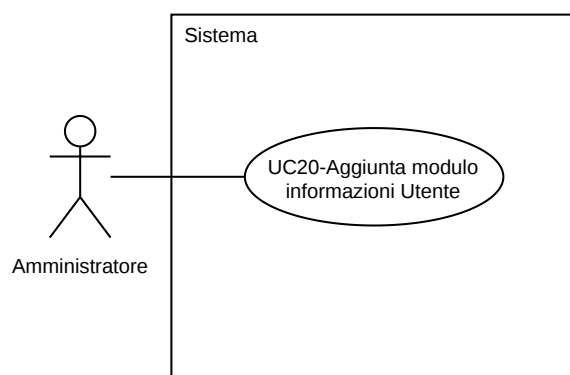 Sistema
UC20-Aggiunta modulo
informazioni Utente
Amministratore